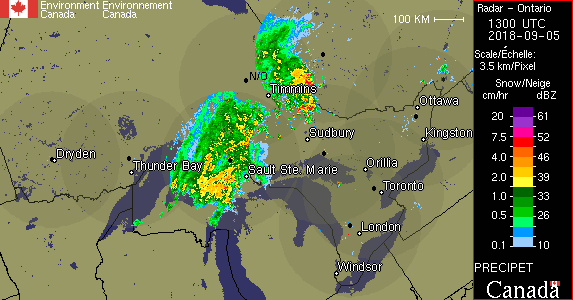 Environment Environnement
Canada Canada
100 KM
N/O
Timmins
Ottawa
Sudbury
Kingston
Dryden
Thunder Bay
Sault Ste. Marie
Orillia
Toronto
London
Windsor
Radar - Ontario
1300 UTC
2018-09-05
Scale/Échelle:
3.5 km/Pixel
Snow/Neige
cm/hr dBZ
20 61
7.5 52
4.0 46
2.0 39
1.0 33
0.5 26
0.1 10
PRECIPET
Canada